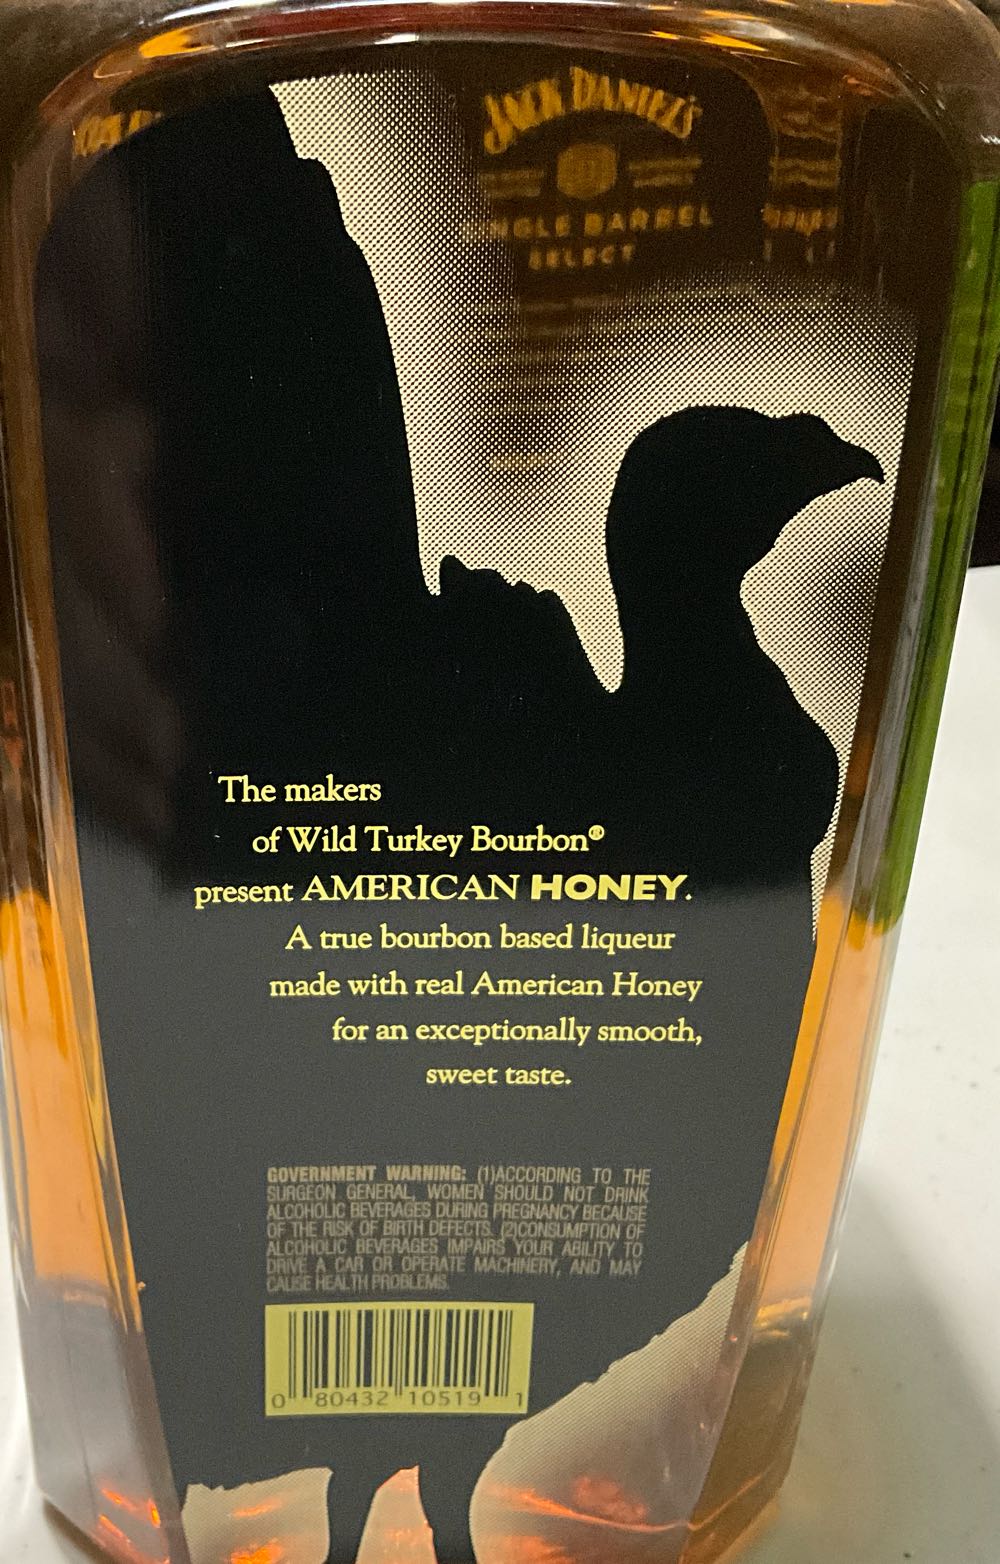 JACK DANIEL'S
SINGLE BARREL
SELECT
The makers
of Wild Turkey Bourbon®
present AMERICAN HONEY.
A true bourbon based liqueur
made with real American Honey
for an exceptionally smooth,
sweet taste.
GOVERNMENT WARNING: (1)ACCORDING TO THE
SURGEON GENERAL, WOMEN SHOULD NOT DRINK
ALCOHOLIC BEVERAGES DURING PREGNANCY BECAUSE
OF THE RISK OF BIRTH DEFECTS. (2)CONSUMPTION OF
ALCOHOLIC BEVERAGES IMPAIRS YOUR ABILITY TO
DRIVE A CAR OR OPERATE MACHINERY, AND MAY
CAUSE HEALTH PROBLEMS.
0 80432 10519 1